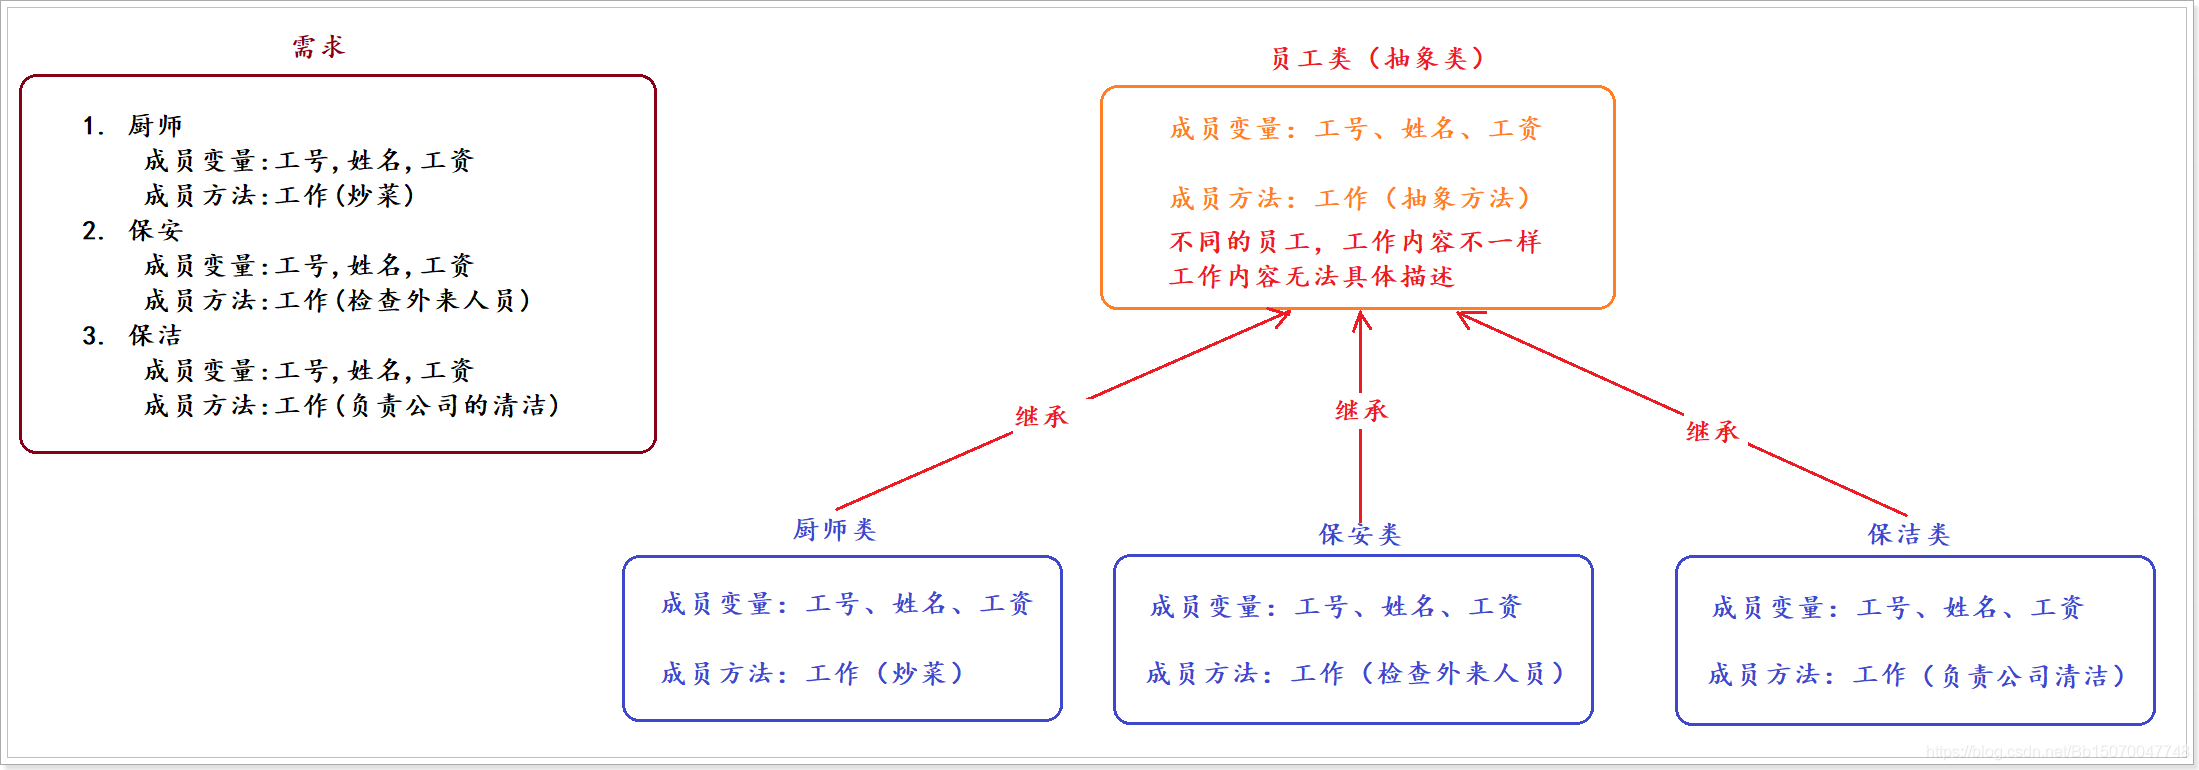 需求
1. 厨师
成员变量:工号,姓名,工资
成员方法:工作(炒菜)
2. 保安
成员变量:工号,姓名,工资
成员方法:工作(检查外来人员)
3. 保洁
成员变量:工号,姓名,工资
成员方法:工作(负责公司的清洁)
员工类（抽象类）
成员变量：工号、姓名、工资
成员方法：工作（抽象方法）
不同的员工，工作内容不一样
工作内容无法具体描述
继承
继承
继承
厨师类
成员变量：工号、姓名、工资
成员方法：工作（炒菜）
保安类
成员变量：工号、姓名、工资
成员方法：工作（检查外来人员）
保洁类
成员变量：工号、姓名、工资
成员方法：工作（负责公司清洁）
https://blog.csdn.net/Bb15070047748